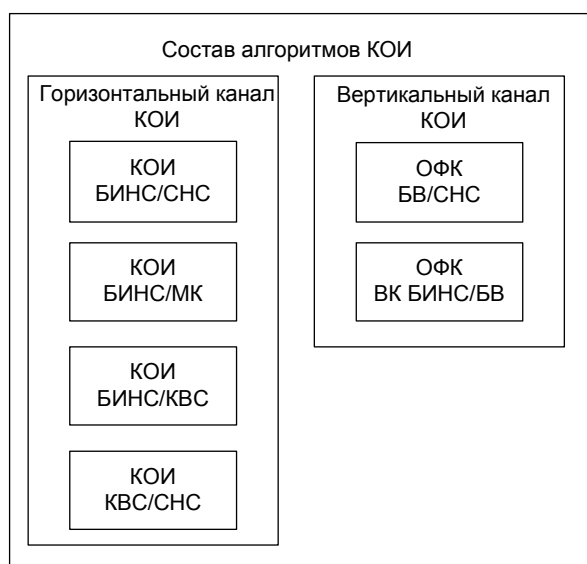 Состав алгоритмов КОИ
Горизонтальный канал
КОИ
КОИ
БИНС/СНС
КОИ
БИНС/МК
КОИ
БИНС/КВС
КОИ
КВС/СНС
Вертикальный канал
КОИ
ОФК
БВ/СНС
ОФК
ВК БИНС/БВ